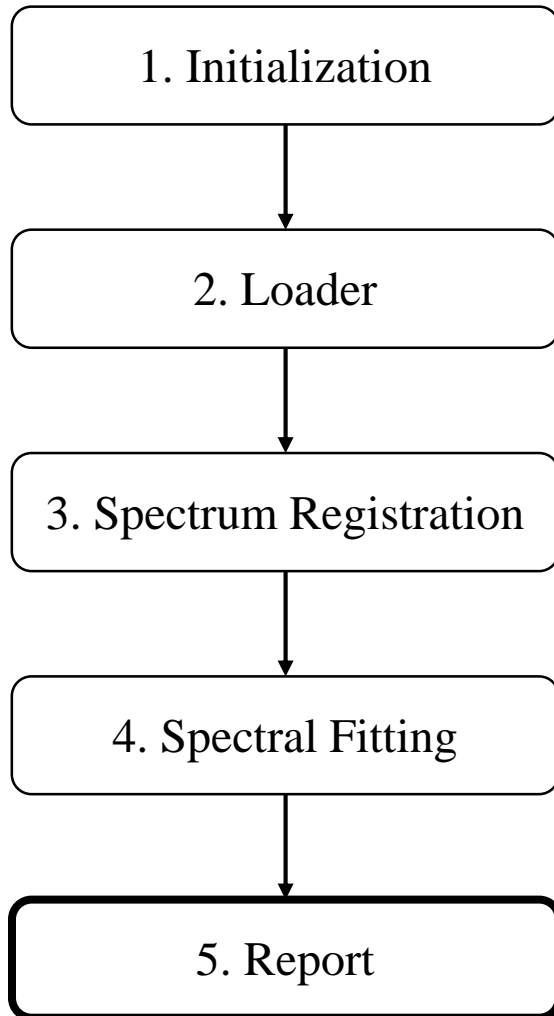 1. Initialization
2. Loader
3. Spectrum Registration
4. Spectral Fitting
5. Report